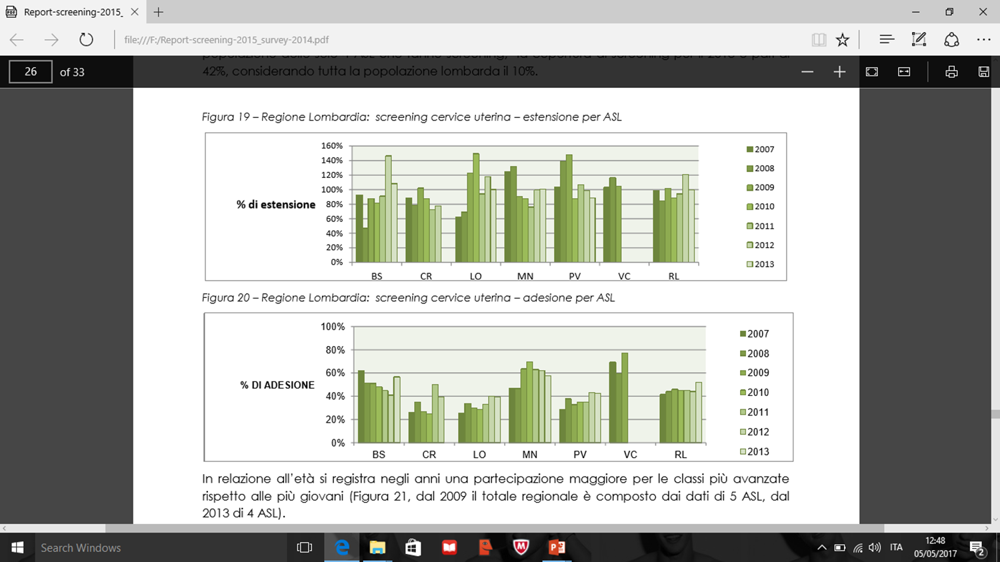 Report-screening-2015_
file:///F:/Report-screening-2015_survey-2014.pdf
26 of 33
42%, considerando tutta la popolazione lombarda il 10%.
Figura 19 – Regione Lombardia: screening cervice uterina – estensione per ASL
% di estensione
160%
140%
120%
100%
80%
60%
40%
20%
0%
BS CR LO MN PV VC RL
2007
2008
2009
2010
2011
2012
2013
Figura 20 – Regione Lombardia: screening cervice uterina – adesione per ASL
% DI ADESIONE
100%
80%
60%
40%
20%
0%
BS CR LO MN PV VC RL
2007
2008
2009
2010
2011
2012
2013
In relazione all'età si registra negli anni una partecipazione maggiore per le classi più avanzate
rispetto alle più giovani (Figura 21, dal 2009 il totale regionale è composto dai dati di 5 ASL, dal
2013 di 4 ASL).
Search Windows
ITA
12:48
05/05/2017
2